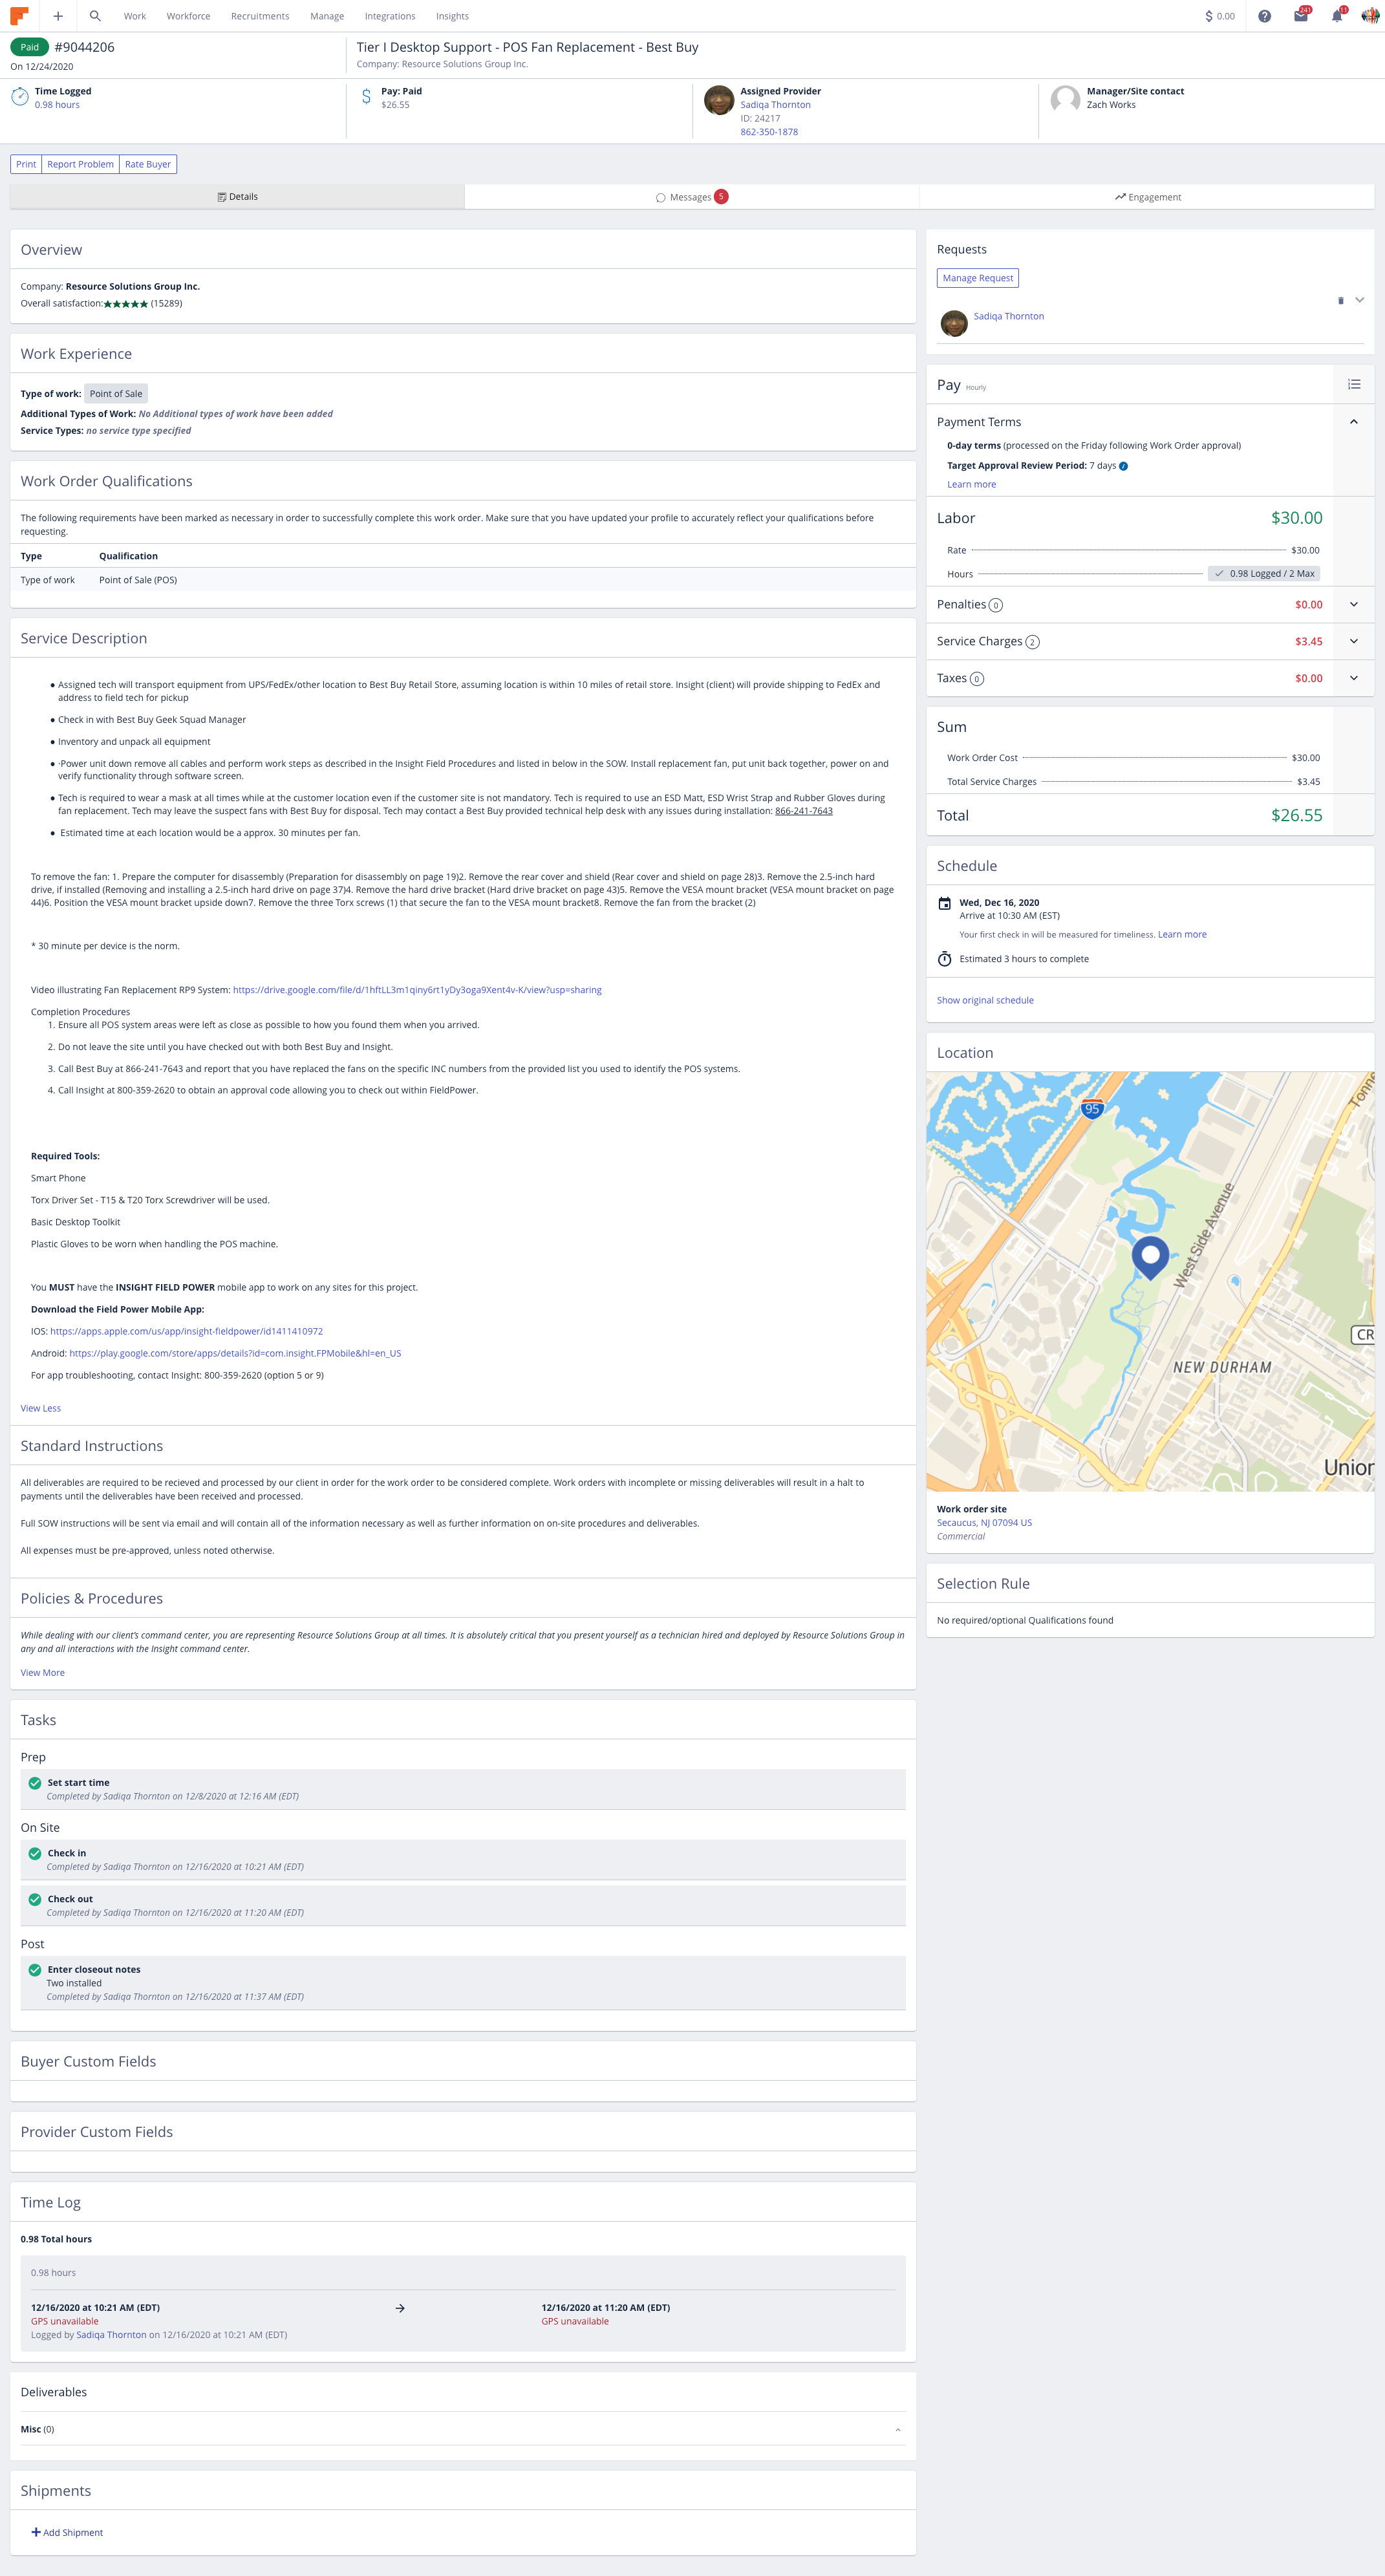 Work Workforce Recruitments Manage Integrations Insights $ 0.00 241 11
Paid #9044206
On 12/24/2020
Tier I Desktop Support - POS Fan Replacement - Best Buy
Company: Resource Solutions Group Inc.
Time Logged
0.98 hours
Pay: Paid
$26.55
Assigned Provider
Sadiqa Thornton
ID: 24217
862-350-1878
Manager/Site contact
Zach Works
Print Report Problem Rate Buyer
Details Messages 5 Engagement
Overview
Company: Resource Solutions Group Inc.
Overall satisfaction:★★★★★ (15289)
Work Experience
Type of work: Point of Sale
Additional Types of Work: No Additional types of work have been added
Service Types: no service type specified
Work Order Qualifications
The following requirements have been marked as necessary in order to successfully complete this work order. Make sure that you have updated your profile to accurately reflect your qualifications before
requesting.
Type Qualification
Type of work Point of Sale (POS)
Service Description
● Assigned tech will transport equipment from UPS/FedEx/other location to Best Buy Retail Store, assuming location is within 10 miles of retail store. Insight (client) will provide shipping to FedEx and
address to field tech for pickup
● Check in with Best Buy Geek Squad Manager
● Inventory and unpack all equipment
● ·Power unit down remove all cables and perform work steps as described in the Insight Field Procedures and listed in below in the SOW. Install replacement fan, put unit back together, power on and
verify functionality through software screen.
● Tech is required to wear a mask at all times while at the customer location even if the customer site is not mandatory. Tech is required to use an ESD Matt, ESD Wrist Strap and Rubber Gloves during
fan replacement. Tech may leave the suspect fans with Best Buy for disposal. Tech may contact a Best Buy provided technical help desk with any issues during installation: 866-241-7643
● Estimated time at each location would be a approx. 30 minutes per fan.
To remove the fan: 1. Prepare the computer for disassembly (Preparation for disassembly on page 19)2. Remove the rear cover and shield (Rear cover and shield on page 28)3. Remove the 2.5-inch hard
drive, if installed (Removing and installing a 2.5-inch hard drive on page 37)4. Remove the hard drive bracket (Hard drive bracket on page 43)5. Remove the VESA mount bracket (VESA mount bracket on page
44)6. Position the VESA mount bracket upside down7. Remove the three Torx screws (1) that secure the fan to the VESA mount bracket8. Remove the fan from the bracket (2)
* 30 minute per device is the norm.
Video illustrating Fan Replacement RP9 System: https://drive.google.com/file/d/1hftLL3m1qiny6rt1yDy3oga9Xent4v-K/view?usp=sharing
Completion Procedures
1. Ensure all POS system areas were left as close as possible to how you found them when you arrived.
2. Do not leave the site until you have checked out with both Best Buy and Insight.
3. Call Best Buy at 866-241-7643 and report that you have replaced the fans on the specific INC numbers from the provided list you used to identify the POS systems.
4. Call Insight at 800-359-2620 to obtain an approval code allowing you to check out within FieldPower.
Required Tools:
Smart Phone
Torx Driver Set - T15 & T20 Torx Screwdriver will be used.
Basic Desktop Toolkit
Plastic Gloves to be worn when handling the POS machine.
You MUST have the INSIGHT FIELD POWER mobile app to work on any sites for this project.
Download the Field Power Mobile App:
IOS: https://apps.apple.com/us/app/insight-fieldpower/id1411410972
Android: https://play.google.com/store/apps/details?id=com.insight.FPMobile&hl=en_US
For app troubleshooting, contact Insight: 800-359-2620 (option 5 or 9)
View Less
Standard Instructions
All deliverables are required to be recieved and processed by our client in order for the work order to be considered complete. Work orders with incomplete or missing deliverables will result in a halt to
payments until the deliverables have been received and processed.
Full SOW instructions will be sent via email and will contain all of the information necessary as well as further information on on-site procedures and deliverables.
All expenses must be pre-approved, unless noted otherwise.
Policies & Procedures
While dealing with our client's command center, you are representing Resource Solutions Group at all times. It is absolutely critical that you present yourself as a technician hired and deployed by Resource Solutions Group in
any and all interactions with the Insight command center.
View More
Tasks
Prep
Set start time
Completed by Sadiqa Thornton on 12/8/2020 at 12:16 AM (EDT)
On Site
Check in
Completed by Sadiqa Thornton on 12/16/2020 at 10:21 AM (EDT)
Check out
Completed by Sadiqa Thornton on 12/16/2020 at 11:20 AM (EDT)
Post
Enter closeout notes
Two installed
Completed by Sadiqa Thornton on 12/16/2020 at 11:37 AM (EDT)
Buyer Custom Fields
Provider Custom Fields
Time Log
0.98 Total hours
0.98 hours
12/16/2020 at 10:21 AM (EDT) → 12/16/2020 at 11:20 AM (EDT)
GPS unavailable GPS unavailable
Logged by Sadiqa Thornton on 12/16/2020 at 10:21 AM (EDT)
Deliverables
Misc (0)
Shipments
+ Add Shipment
Requests
Manage Request
Sadiqa Thornton
Pay Hourly
Payment Terms
0-day terms (processed on the Friday following Work Order approval)
Target Approval Review Period: 7 days
Learn more
Labor $30.00
Rate $30.00
Hours 0.98 Logged / 2 Max
Penalties 0 $0.00
Service Charges 2 $3.45
Taxes 0 $0.00
Sum
Work Order Cost $30.00
Total Service Charges $3.45
Total $26.55
Schedule
Wed, Dec 16, 2020
Arrive at 10:30 AM (EST)
Your first check in will be measured for timeliness. Learn more
Estimated 3 hours to complete
Show original schedule
Location
95
Tonne
West Side Avenue
CR
NEW DURHAM
Union
Work order site
Secaucus, NJ 07094 US
Commercial
Selection Rule
No required/optional Qualifications found